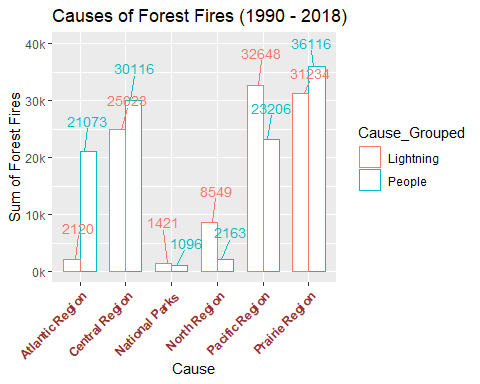 Causes of Forest Fires (1990 - 2018)
Sum of Forest Fires
40k
30k
20k
10k
0k
2120
21073
25023
30116
1421
1096
8549
2163
32648
23206
31234
36116
Atlantic Region
Central Region
National Parks
North Region
Pacific Region
Prairie Region
Cause
Cause_Grouped
Lightning
People